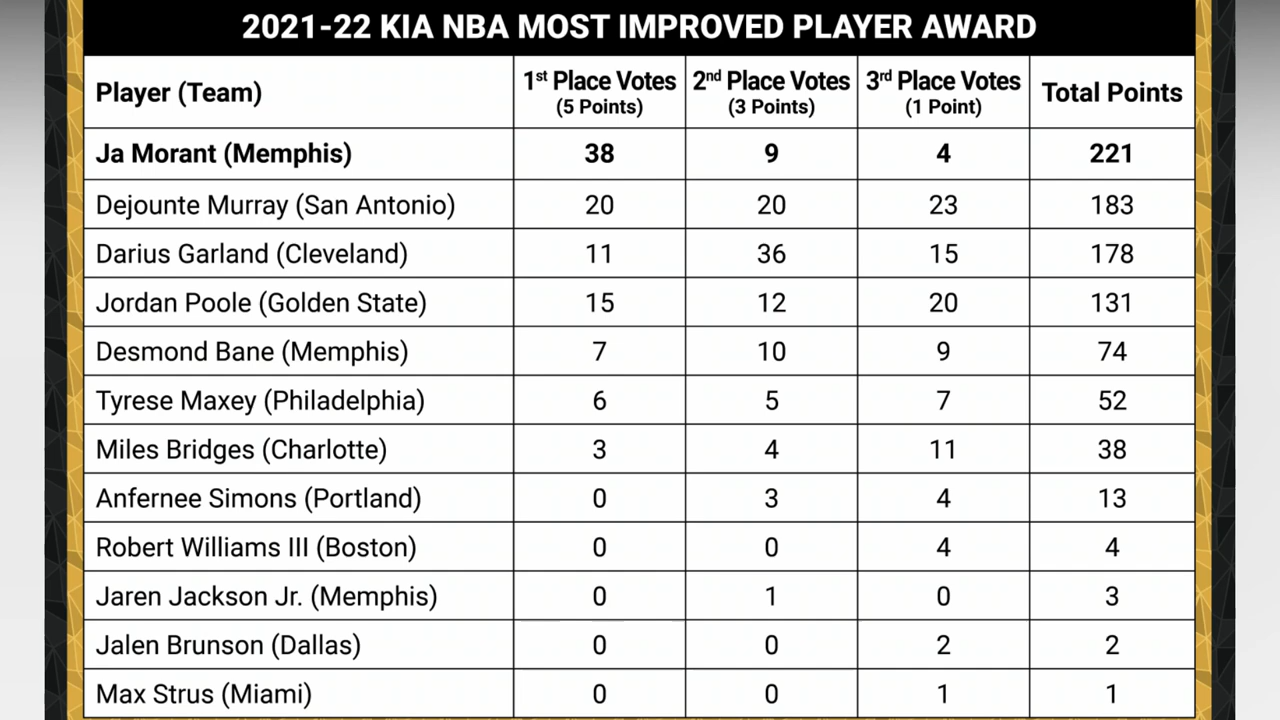 2021-22 KIA NBA MOST IMPROVED PLAYER AWARD
Player (Team) 1st Place Votes (5 Points) 2nd Place Votes (3 Points) 3rd Place Votes (1 Point) Total Points
Ja Morant (Memphis) 38 9 4 221
Dejounte Murray (San Antonio) 20 20 23 183
Darius Garland (Cleveland) 11 36 15 178
Jordan Poole (Golden State) 15 12 20 131
Desmond Bane (Memphis) 7 10 9 74
Tyrese Maxey (Philadelphia) 6 5 7 52
Miles Bridges (Charlotte) 3 4 11 38
Anfernee Simons (Portland) 0 3 4 13
Robert Williams III (Boston) 0 0 4 4
Jaren Jackson Jr. (Memphis) 0 1 0 3
Jalen Brunson (Dallas) 0 0 2 2
Max Strus (Miami) 0 0 1 1